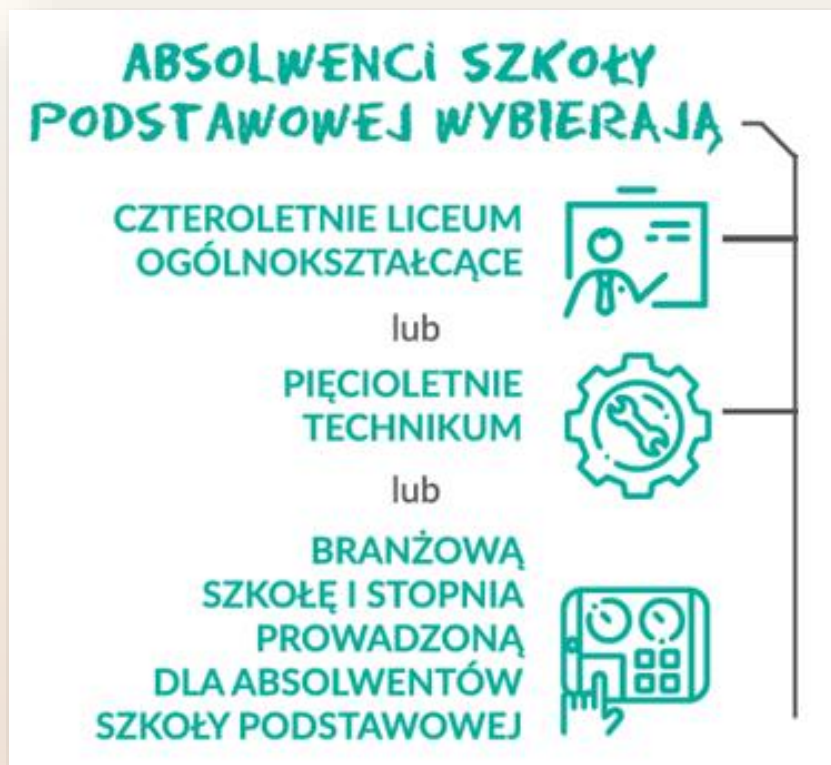 ABSOLWENCI SZKOŁY
PODSTAWOWEJ WYBIERAJĄ
CZTEROLETNIE LICEUM
OGÓLNOKSZTAŁCĄCE
lub
PIĘCIOLETNIE
TECHNIKUM
lub
BRANŻOWĄ
SZKOŁĘ I STOPNIA
PROWADZONĄ
DLA ABSOLWENTÓW
SZKOŁY PODSTAWOWEJ